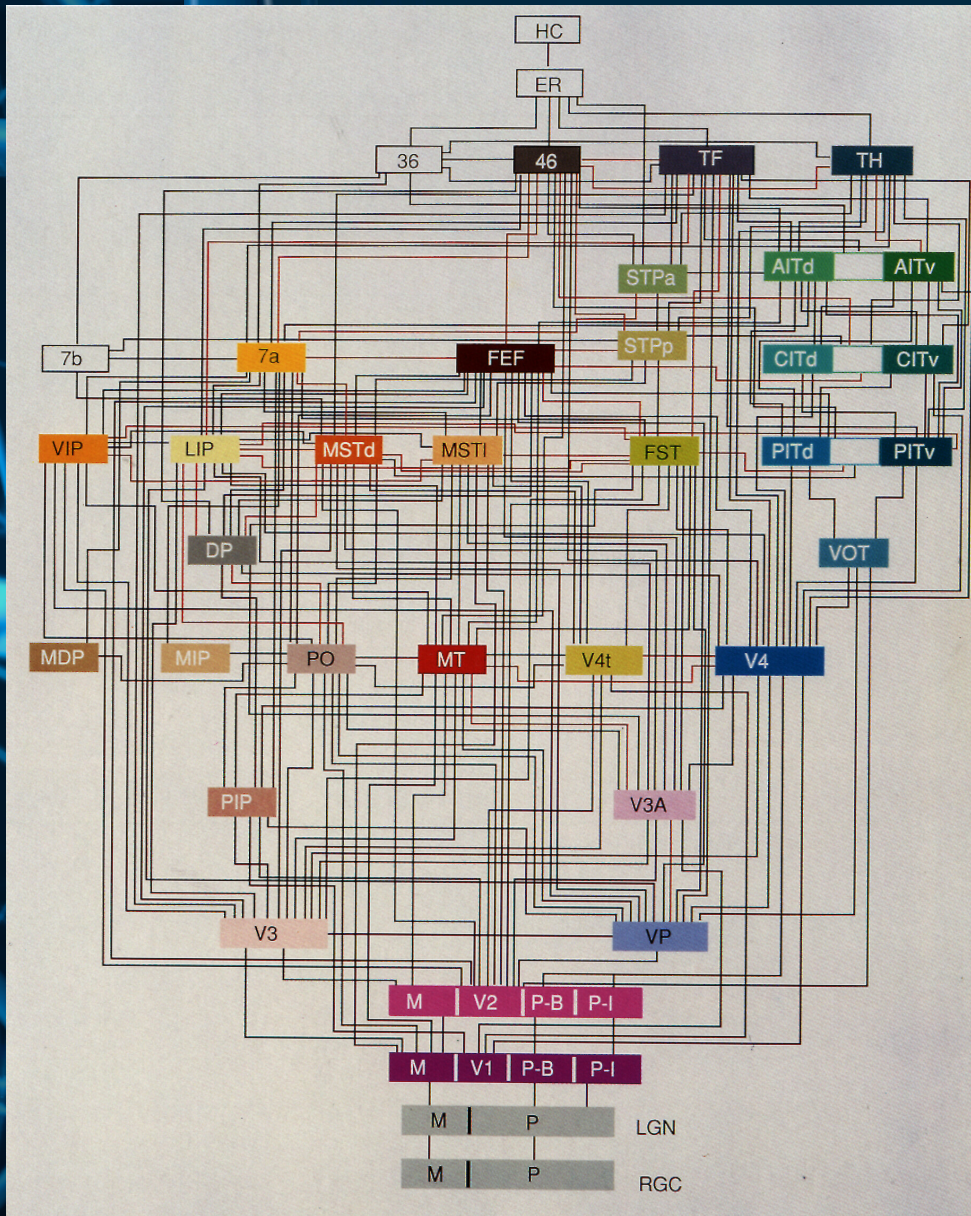 HC
ER
36 46 TF TH
STPa AITd AITv
7b 7a FEF STPp CITd CITv
VIP LIP MSTd MSTl FST PITd PITv
DP VOT
MDP MIP PO MT V4t V4
PIP V3A
V3 VP
M V2 P-B P-I
M V1 P-B P-I
M P LGN
M P RGC